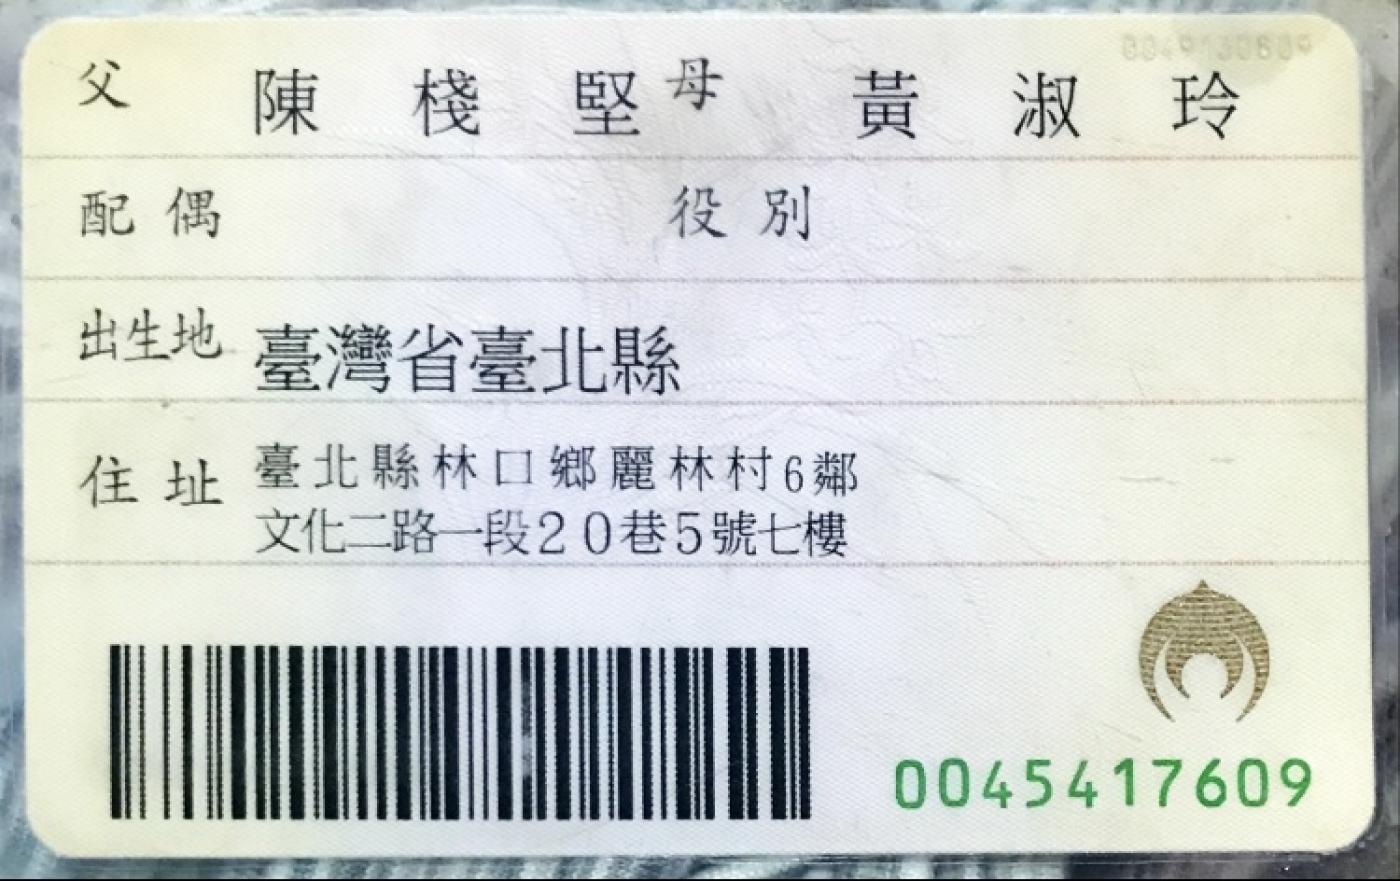 父 陳棧堅 母 黃淑玲
配偶 役別
出生地 臺灣省臺北縣
住址 臺北縣林口鄉麗林村6鄰
文化二路一段20巷5號七樓
0045417609